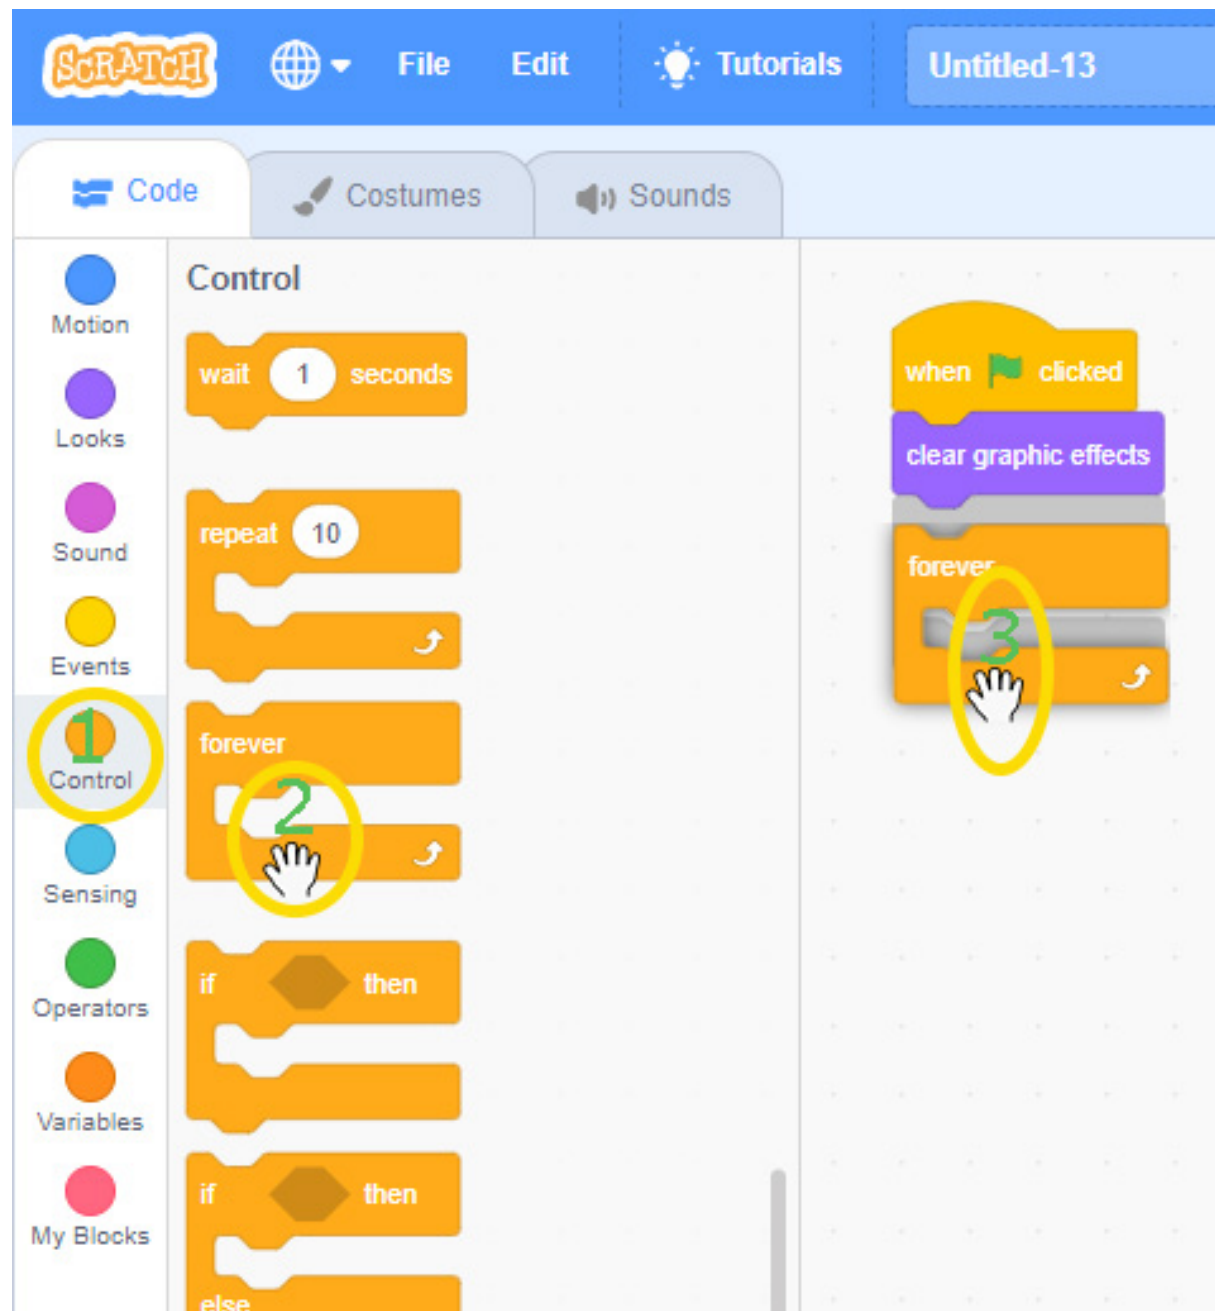 SCRATCH File Edit Tutorials Untitled-13
Code Costumes Sounds
Motion
Looks
Sound
Events
1
Control
Sensing
Operators
Variables
My Blocks
Control
wait 1 seconds
repeat 10
forever
2
if then
if then
else
when clicked
clear graphic effects
forever
3